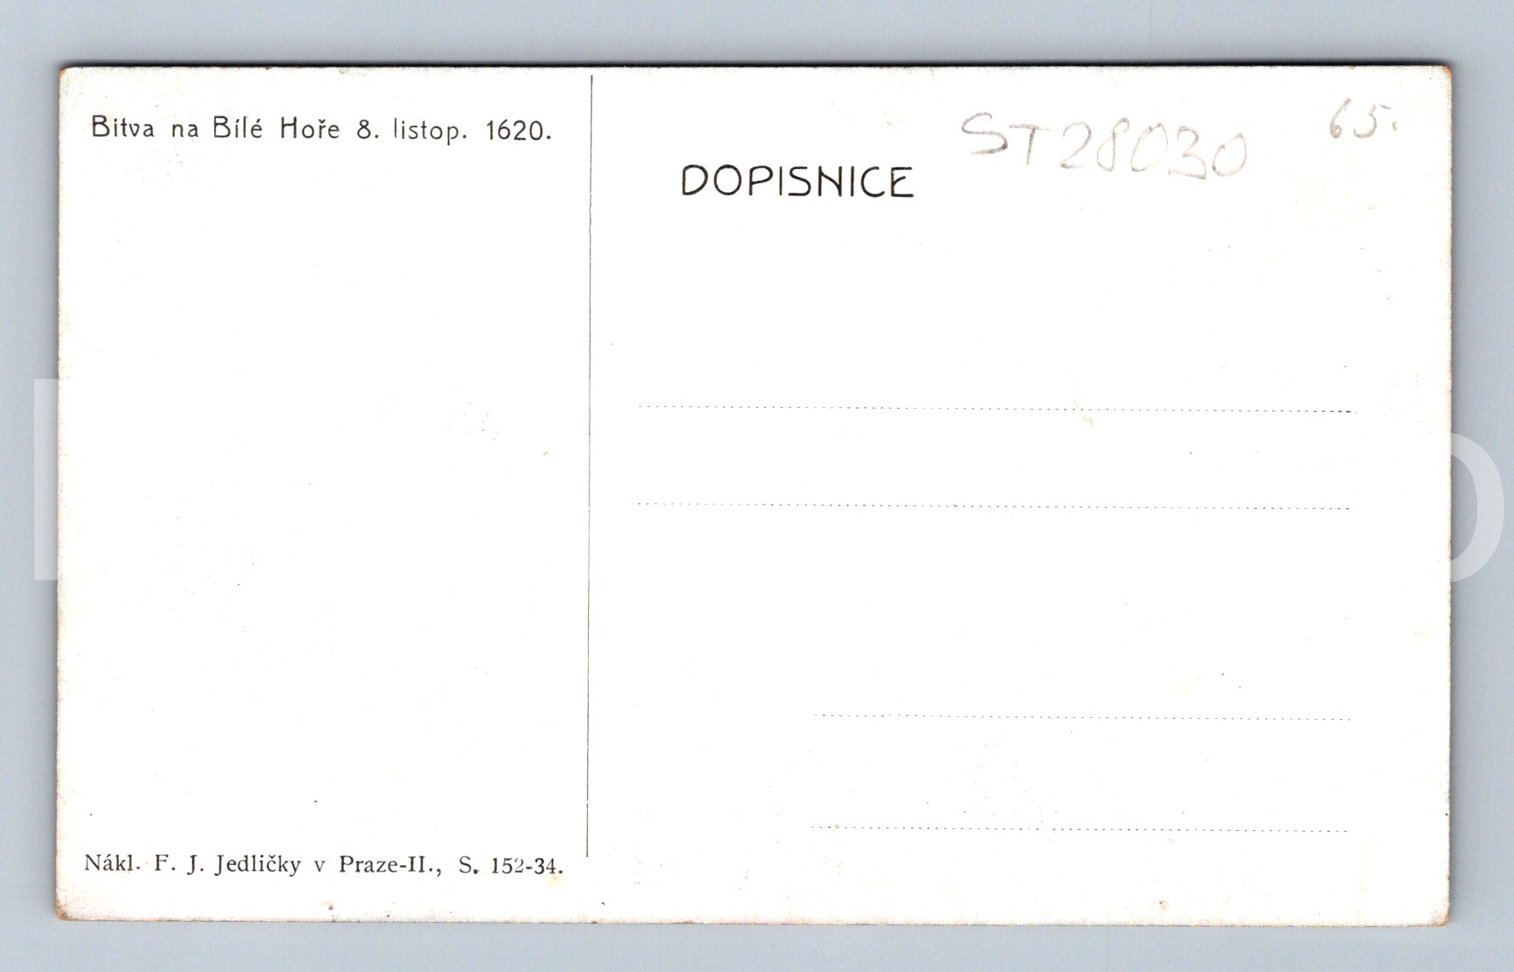 Bitva na Bílé Hoře 8. listop. 1620.
DOPISNICE
ST28030
65.
Nákl. F. J. Jedličky v Praze-II., S. 152-34.